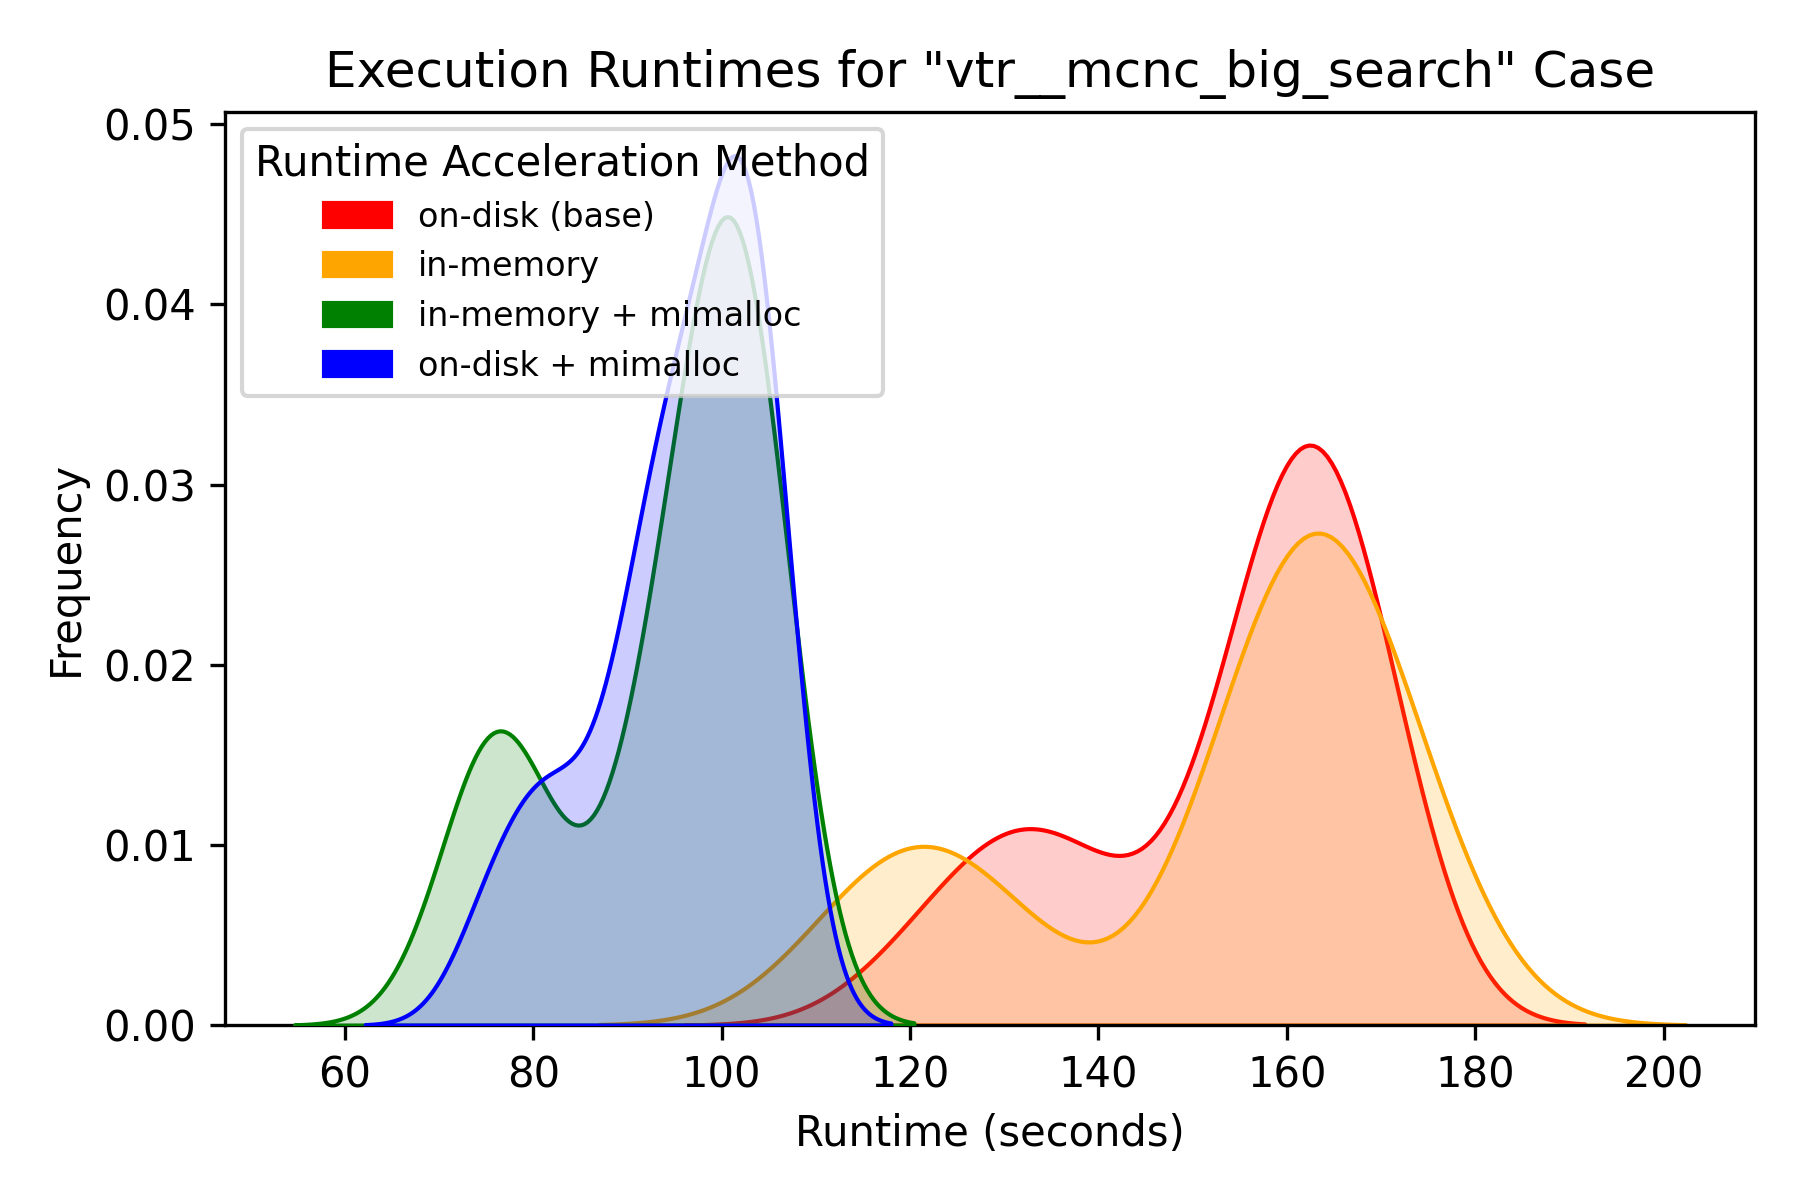 Execution Runtimes for "vtr__mcnc_big_search" Case
0.05
0.04
0.03
0.02
0.01
0.00
Frequency
Runtime Acceleration Method
on-disk (base)
in-memory
in-memory + mimalloc
on-disk + mimalloc
60 80 100 120 140 160 180 200
Runtime (seconds)